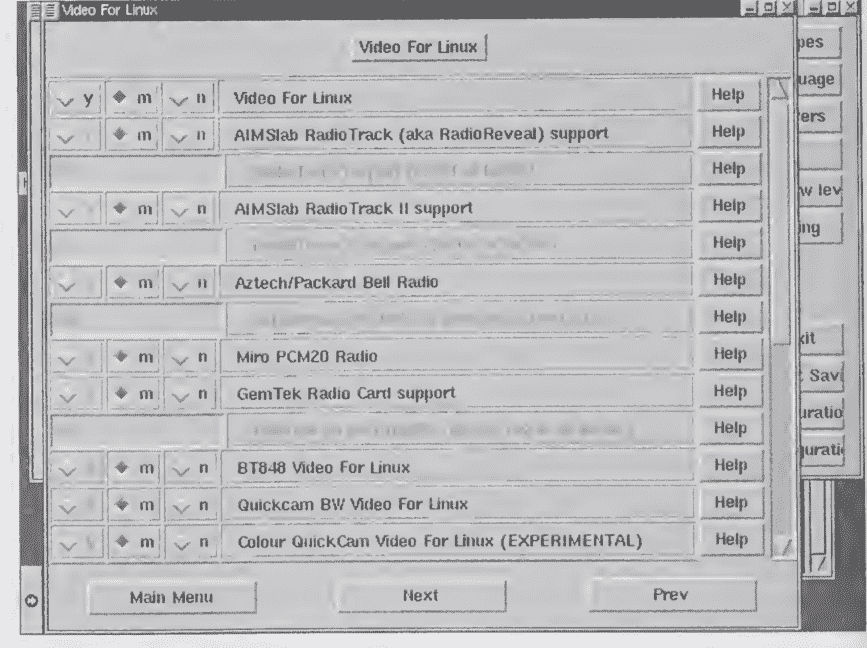 Video For Linux
Video For Linux
y m n Video For Linux Help
m n AIMSlab RadioTrack (aka RadioReveal) support Help
Help
m n AIMSlab RadioTrack II support Help
Help
m n Aztech/Packard Bell Radio Help
Help
m n Miro PCM20 Radio Help
m n GemTek Radio Card support Help
Help
m n BT848 Video For Linux Help
m n Quickcam BW Video For Linux Help
m n Colour QuickCam Video For Linux (EXPERIMENTAL) Help
Main Menu Next Prev
pes
uage
ers
w lev
ing
xit
t Savi
uratio
gurati